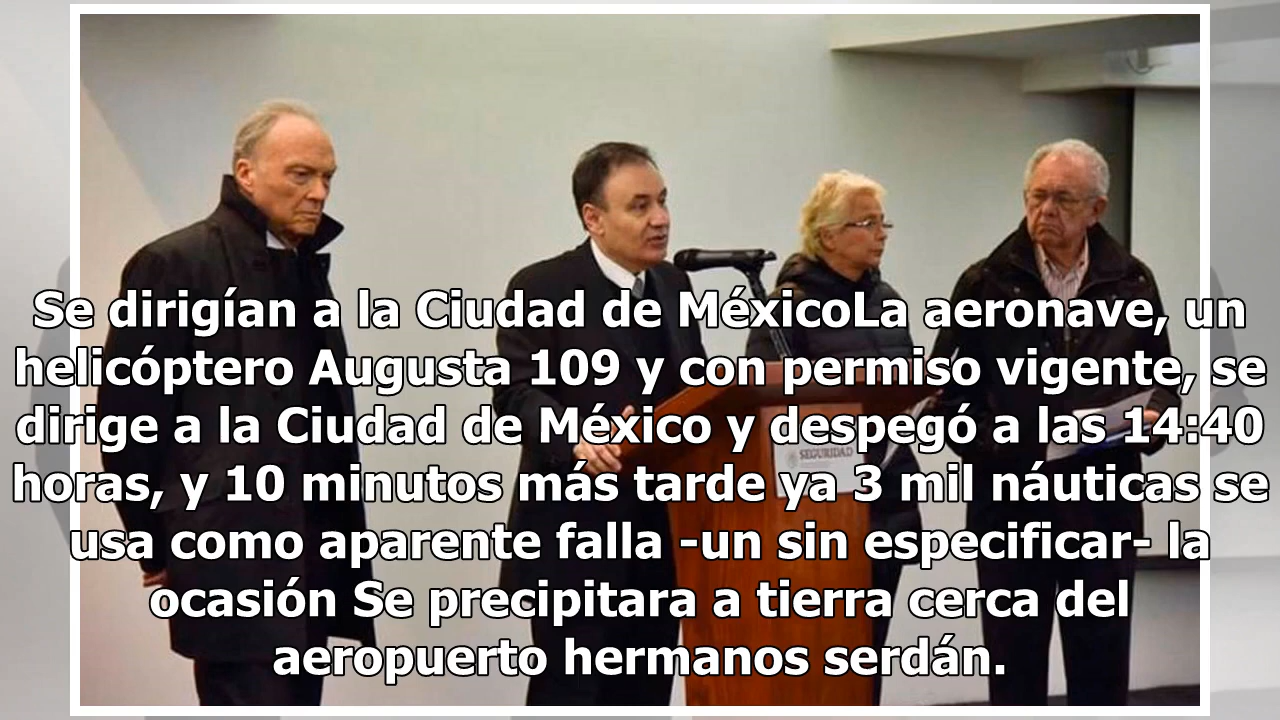 Se dirigían a la Ciudad de MéxicoLa aeronave, un
helicóptero Augusta 109 y con permiso vigente, se
dirige a la Ciudad de México y despegó a las 14:40
SEGURIDAD
horas, y 10 minutos más tarde ya 3 mil náuticas se
usa como aparente falla -un sin especificar- la
ocasión Se precipitara a tierra cerca del
aeropuerto hermanos serdán.